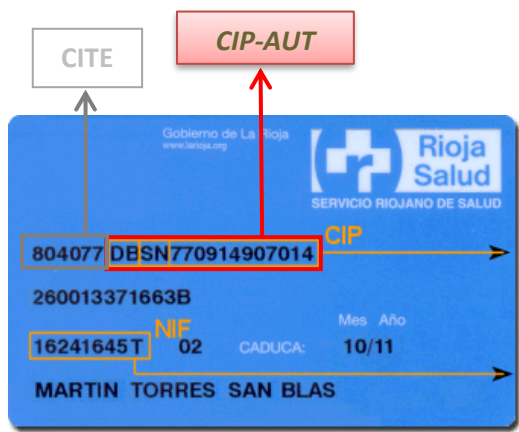 CITE
CIP-AUT
Gobierno de La Rioja
www.larioja.org
Rioja
Salud
SERVICIO RIOJANO DE SALUD
CIP
804077 DBSN770914907014
260013371663B
NIF
Mes Año
16241645T 02 CADUCA: 10/11
MARTIN TORRES SAN BLAS